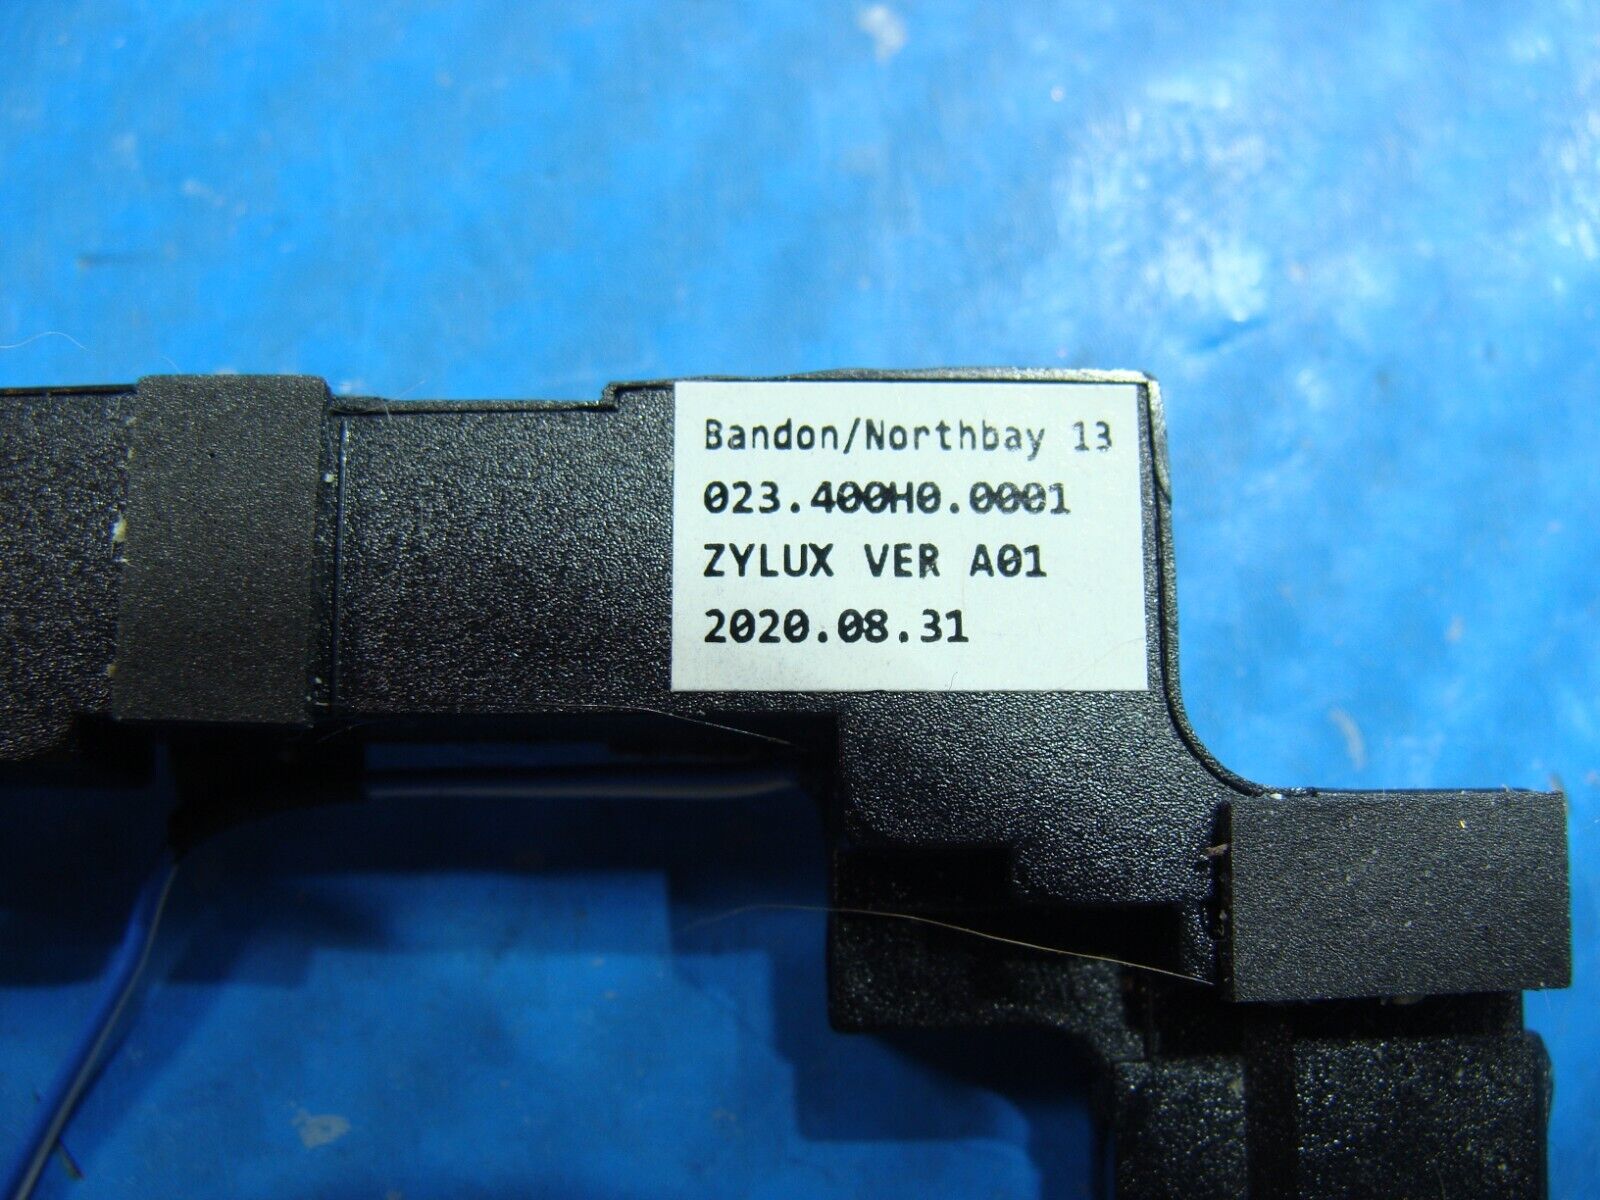 Bandon/Northbay 13
023.400H0.0001
ZYLUX VER A01
2020.08.31